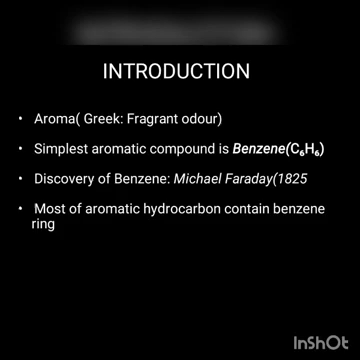 INTRODUCTION
• Aroma( Greek: Fragrant odour)
• Simplest aromatic compound is Benzene(C₆H₆)
• Discovery of Benzene: Michael Faraday(1825
• Most of aromatic hydrocarbon contain benzene
ring
InShOt